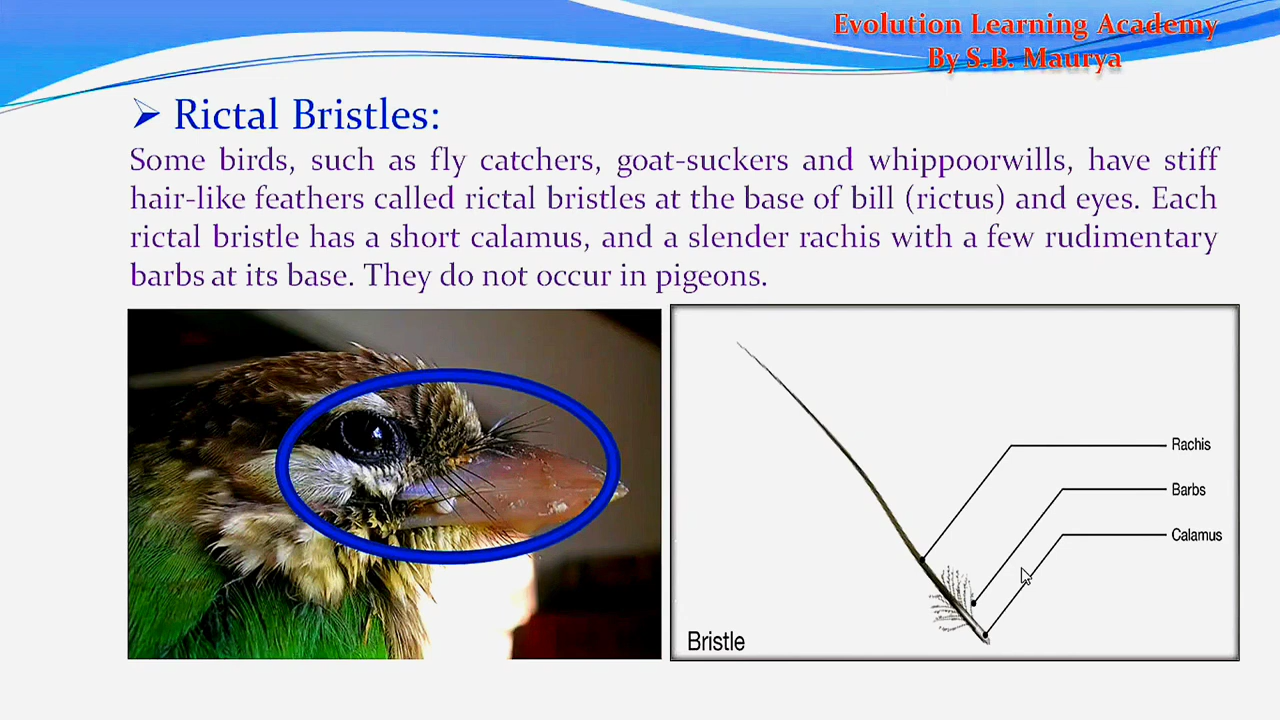 Evolution Learning Academy
By S.B. Maurya
Rictal Bristles:
Some birds, such as fly catchers, goat-suckers and whippoorwills, have stiff
hair-like feathers called rictal bristles at the base of bill (rictus) and eyes. Each
rictal bristle has a short calamus, and a slender rachis with a few rudimentary
barbs at its base. They do not occur in pigeons.
Rachis
Barbs
Calamus
Bristle